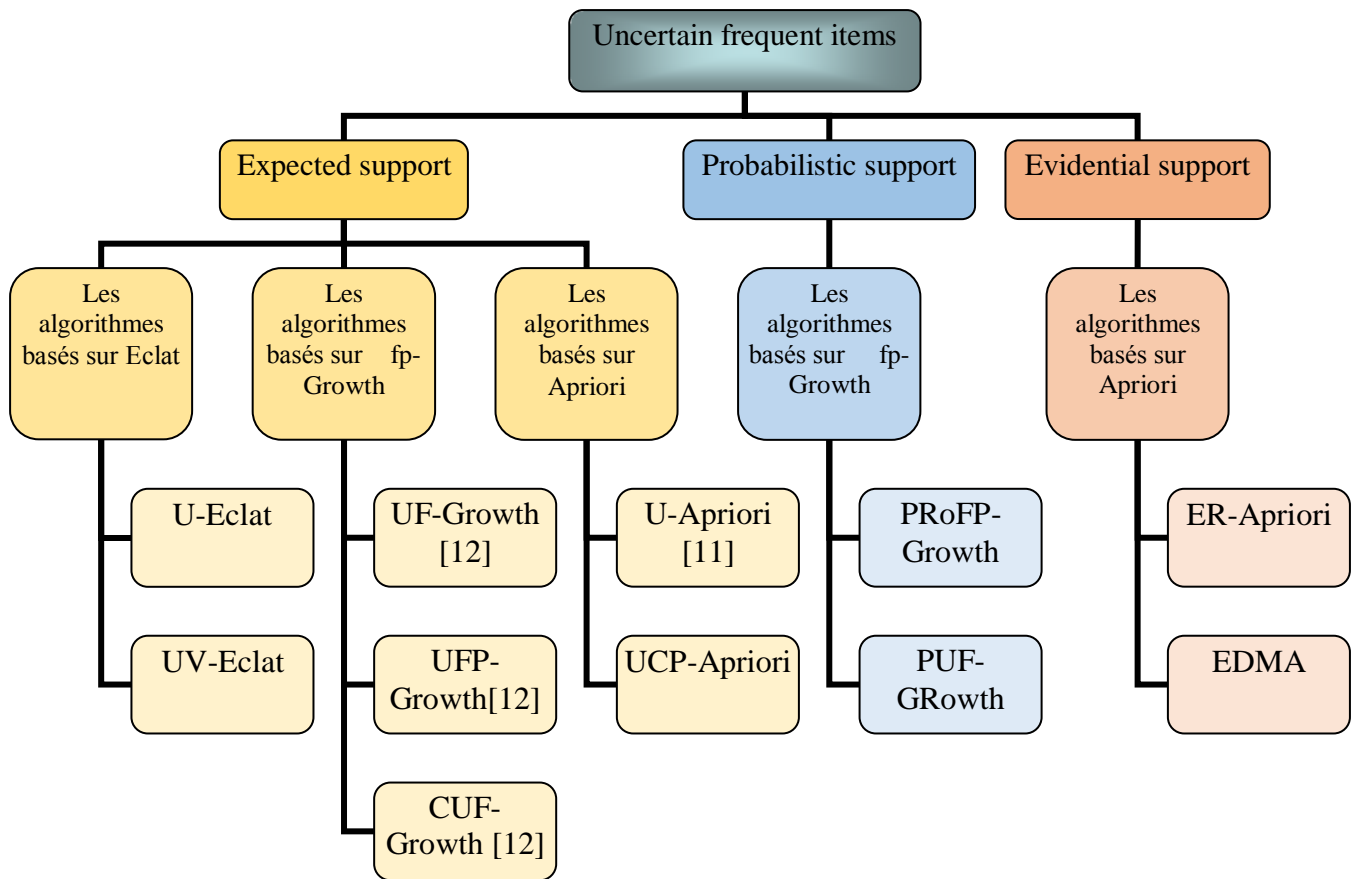 Uncertain frequent items
Expected support
Probabilistic support
Evidential support
Les
algorithmes
basés sur Eclat
Les
algorithmes
basés sur fp-
Growth
Les
algorithmes
basés sur
Apriori
Les
algorithmes
basés sur fp-
Growth
Les
algorithmes
basés sur
Apriori
U-Eclat
UF-Growth
[12]
U-Apriori
[11]
PRoFP-
Growth
ER-Apriori
UV-Eclat
UFP-
Growth[12]
UCP-Apriori
PUF-
GRowth
EDMA
CUF-
Growth [12]